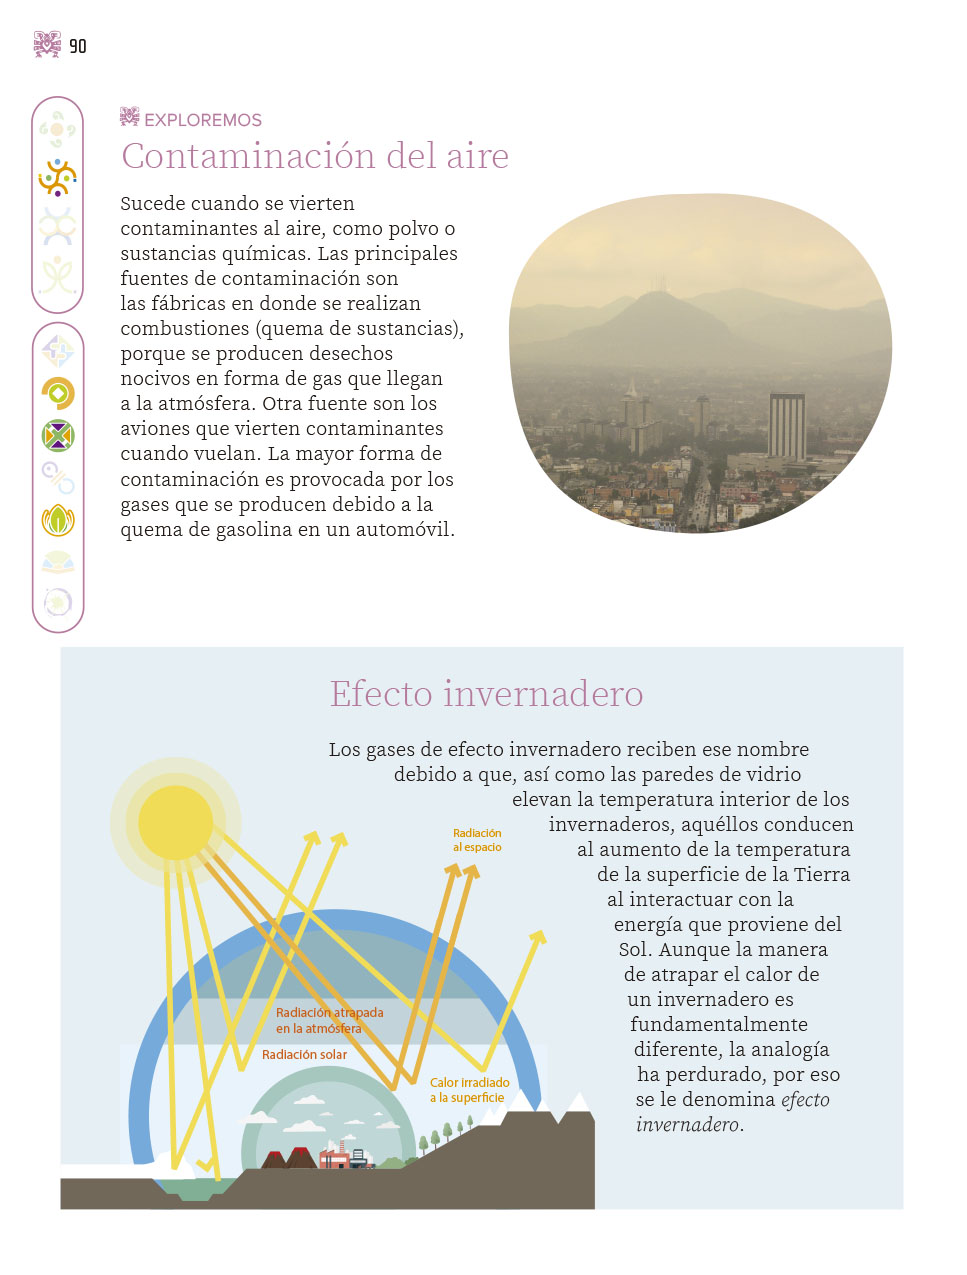 90
EXPLOREMOS
Contaminación del aire
Sucede cuando se vierten
contaminantes al aire, como polvo o
sustancias químicas. Las principales
fuentes de contaminación son
las fábricas en donde se realizan
combustiones (quema de sustancias),
porque se producen desechos
nocivos en forma de gas que llegan
a la atmósfera. Otra fuente son los
aviones que vierten contaminantes
cuando vuelan. La mayor forma de
contaminación es provocada por los
gases que se producen debido a la
quema de gasolina en un automóvil.
Efecto invernadero
Los gases de efecto invernadero reciben ese nombre
debido a que, así como las paredes de vidrio
elevan la temperatura interior de los
invernaderos, aquéllos conducen
al aumento de la temperatura
de la superficie de la Tierra
al interactuar con la
energía que proviene del
Sol. Aunque la manera
de atrapar el calor de
un invernadero es
fundamentalmente
diferente, la analogía
ha perdurado, por eso
se le denomina efecto
invernadero.
Radiación
al espacio
Radiación atrapada
en la atmósfera
Radiación solar
Calor irradiado
a la superficie